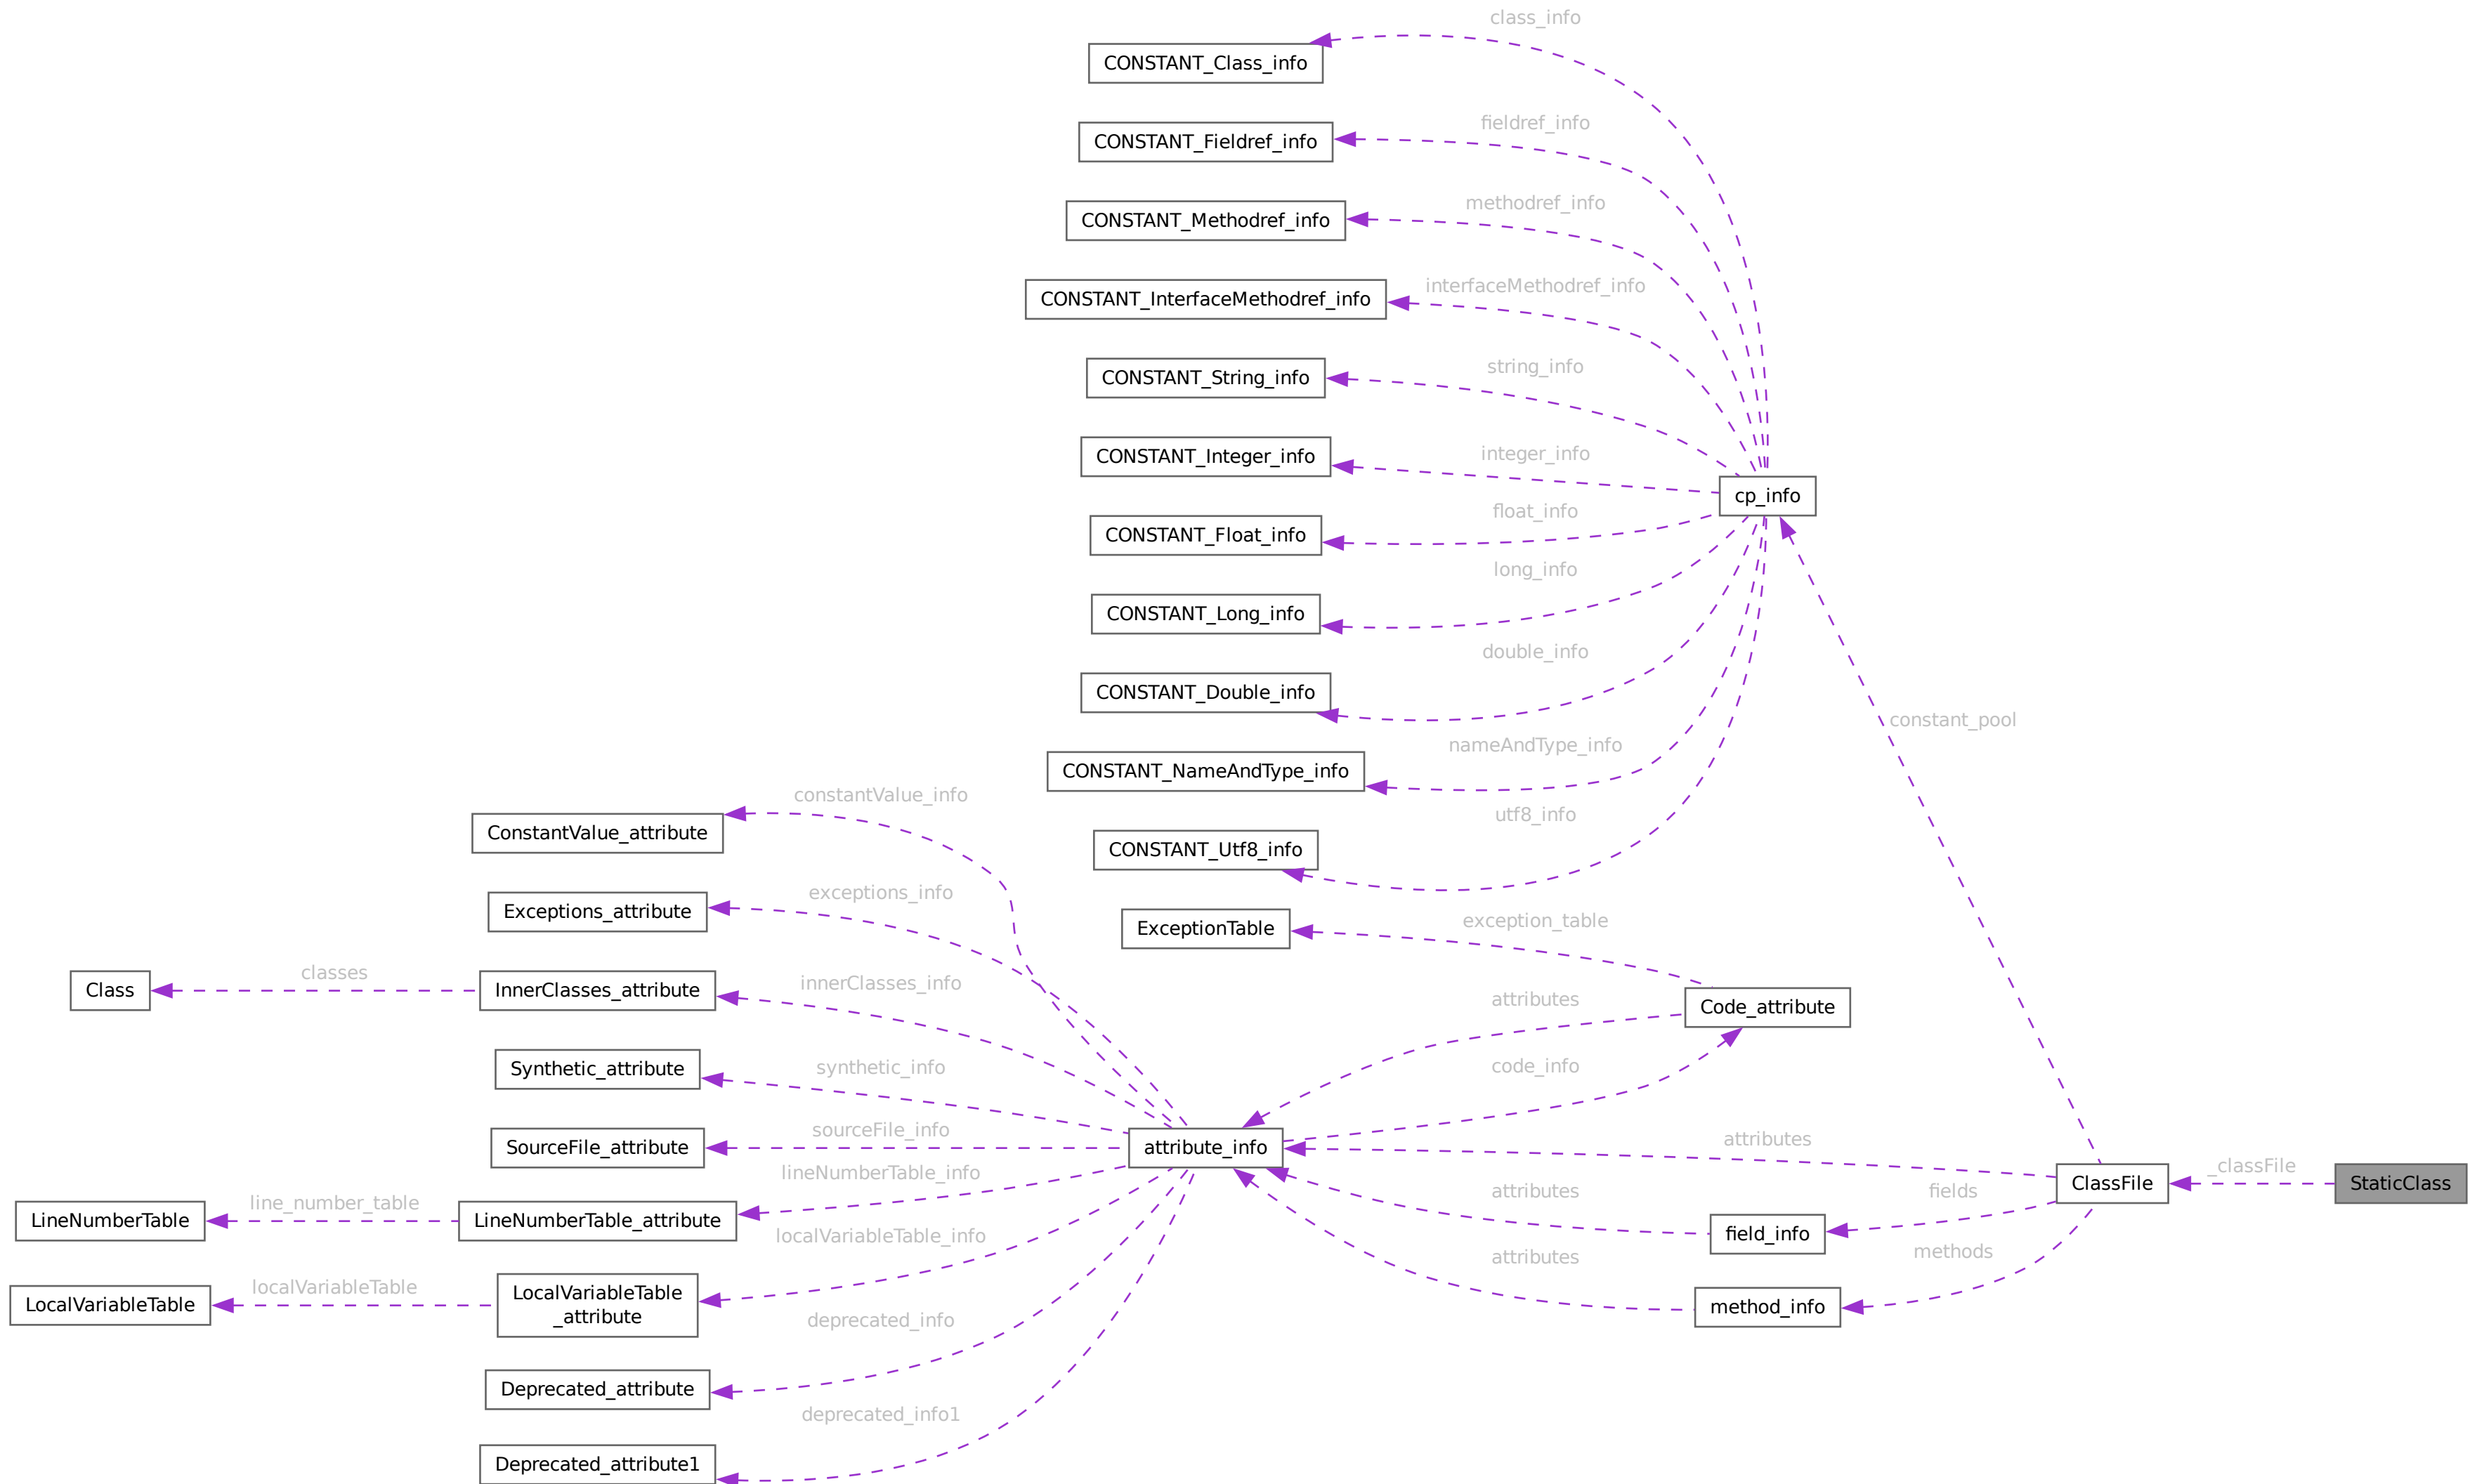 class_info
CONSTANT_Class_info
fieldref_info
CONSTANT_Fieldref_info
methodref_info
CONSTANT_Methodref_info
interfaceMethodref_info
CONSTANT_InterfaceMethodref_info
string_info
CONSTANT_String_info
integer_info
CONSTANT_Integer_info
cp_info
float_info
CONSTANT_Float_info
long_info
CONSTANT_Long_info
double_info
CONSTANT_Double_info
constant_pool
nameAndType_info
CONSTANT_NameAndType_info
constantValue_info
utf8_info
ConstantValue_attribute
CONSTANT_Utf8_info
exceptions_info
Exceptions_attribute
exception_table
ExceptionTable
classes
innerClasses_info
Class
InnerClasses_attribute
attributes
Code_attribute
synthetic_info
code_info
Synthetic_attribute
sourceFile_info
attributes
SourceFile_attribute
attribute_info
_classFile
lineNumberTable_info
ClassFile
StaticClass
attributes
fields
line_number_table
LineNumberTable
LineNumberTable_attribute
field_info
localVariableTable_info
attributes
methods
localVariableTable
LocalVariableTable
LocalVariableTable
_attribute
method_info
deprecated_info
Deprecated_attribute
deprecated_info1
Deprecated_attribute1